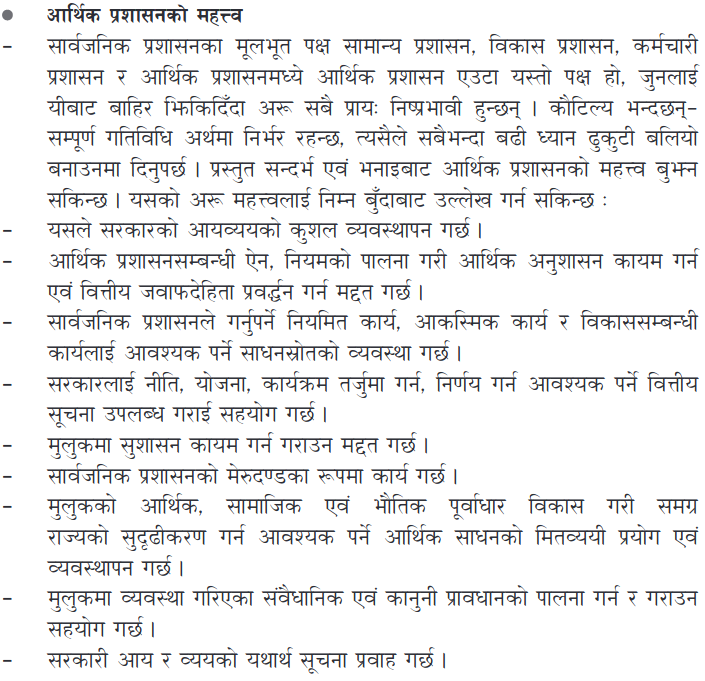 ● आर्थिक प्रशासनको महत्त्व
– सार्वजनिक प्रशासनका मूलभूत पक्ष सामान्य प्रशासन, विकास प्रशासन, कर्मचारी
प्रशासन र आर्थिक प्रशासनमध्ये आर्थिक प्रशासन एउटा यस्तो पक्ष हो, जुनलाई
यीबाट बाहिर झिकिदिँदा अरू सबै प्रायः निष्प्रभावी हुन्छन् । कौटिल्य भन्दछन्–
सम्पूर्ण गतिविधि अर्थमा निर्भर रहन्छ, त्यसैले सबैभन्दा बढी ध्यान ढुकुटी बलियो
बनाउनमा दिनुपर्छ । प्रस्तुत सन्दर्भ एवं भनाइबाट आर्थिक प्रशासनको महत्त्व बुझ्न
सकिन्छ । यसको अरू महत्त्वलाई निम्न बुँदाबाट उल्लेख गर्न सकिन्छ :
– यसले सरकारको आयव्ययको कुशल व्यवस्थापन गर्छ ।
– आर्थिक प्रशासनसम्बन्धी ऐन, नियमको पालना गरी आर्थिक अनुशासन कायम गर्न
एवं वित्तीय जवाफदेहिता प्रवर्द्धन गर्न मद्दत गर्छ ।
– सार्वजनिक प्रशासनले गर्नुपर्ने नियमित कार्य, आकस्मिक कार्य र विकाससम्बन्धी
कार्यलाई आवश्यक पर्ने साधनस्रोतको व्यवस्था गर्छ ।
– सरकारलाई नीति, योजना, कार्यक्रम तर्जुमा गर्न, निर्णय गर्न आवश्यक पर्ने वित्तीय
सूचना उपलब्ध गराई सहयोग गर्छ ।
– मुलुकमा सुशासन कायम गर्न गराउन मद्दत गर्छ ।
– सार्वजनिक प्रशासनको मेरुदण्डका रूपमा कार्य गर्छ ।
– मुलुकको आर्थिक, सामाजिक एवं भौतिक पूर्वाधार विकास गरी समग्र
राज्यको सुदृढीकरण गर्न आवश्यक पर्ने आर्थिक साधनको मितव्ययी प्रयोग एवं
व्यवस्थापन गर्छ ।
– मुलुकमा व्यवस्था गरिएका संवैधानिक एवं कानुनी प्रावधानको पालना गर्न र गराउन
सहयोग गर्छ ।
– सरकारी आय र व्ययको यथार्थ सूचना प्रवाह गर्छ ।